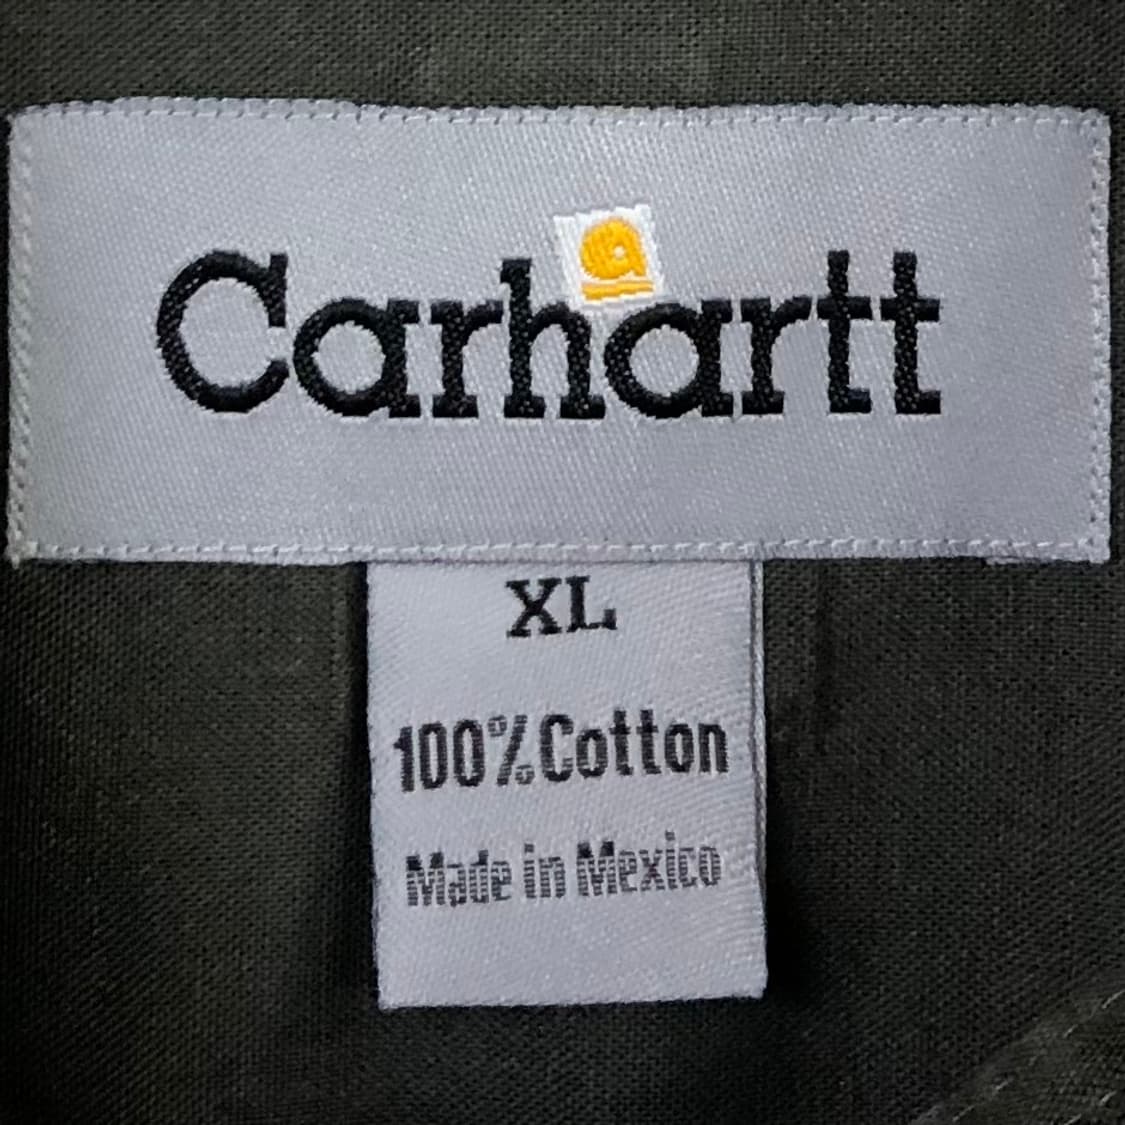 Carhartt
XL
100% Cotton
Made in Mexico